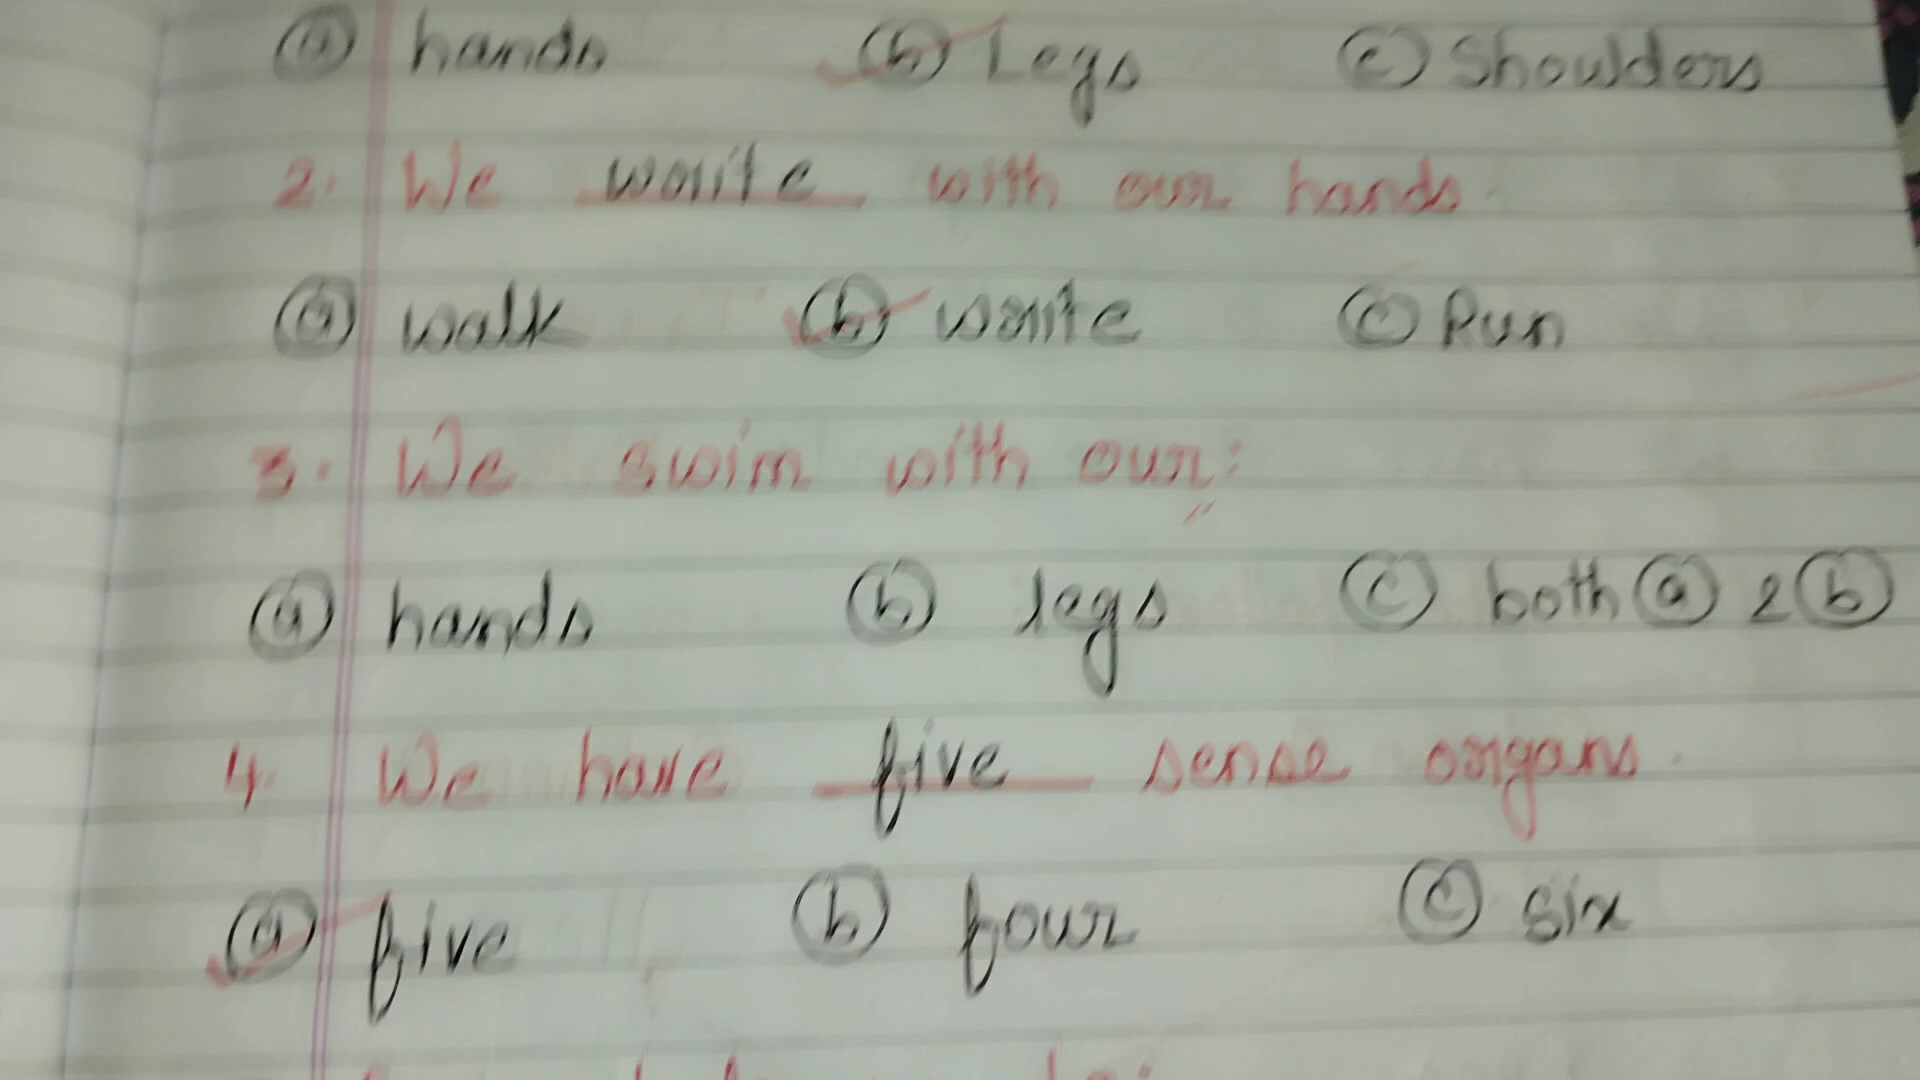 ⓐ hands ⓑ Legs ⓒ Shoulders
2. We write with our hands.
ⓐ walk ⓑ write ⓒ Run
3. We swim with our:
ⓐ hands ⓑ legs ⓒ both ⓐ & ⓑ
4. We have five sense organs.
ⓐ five ⓑ four ⓒ six